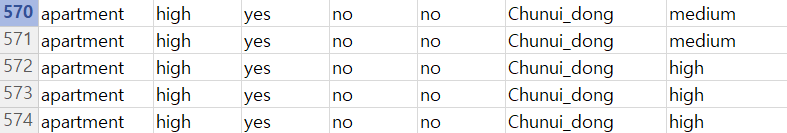 570 apartment high yes no no Chunui_dong medium
571 apartment high yes no no Chunui_dong medium
572 apartment high yes no no Chunui_dong high
573 apartment high yes no no Chunui_dong high
574 apartment high yes no no Chunui_dong high